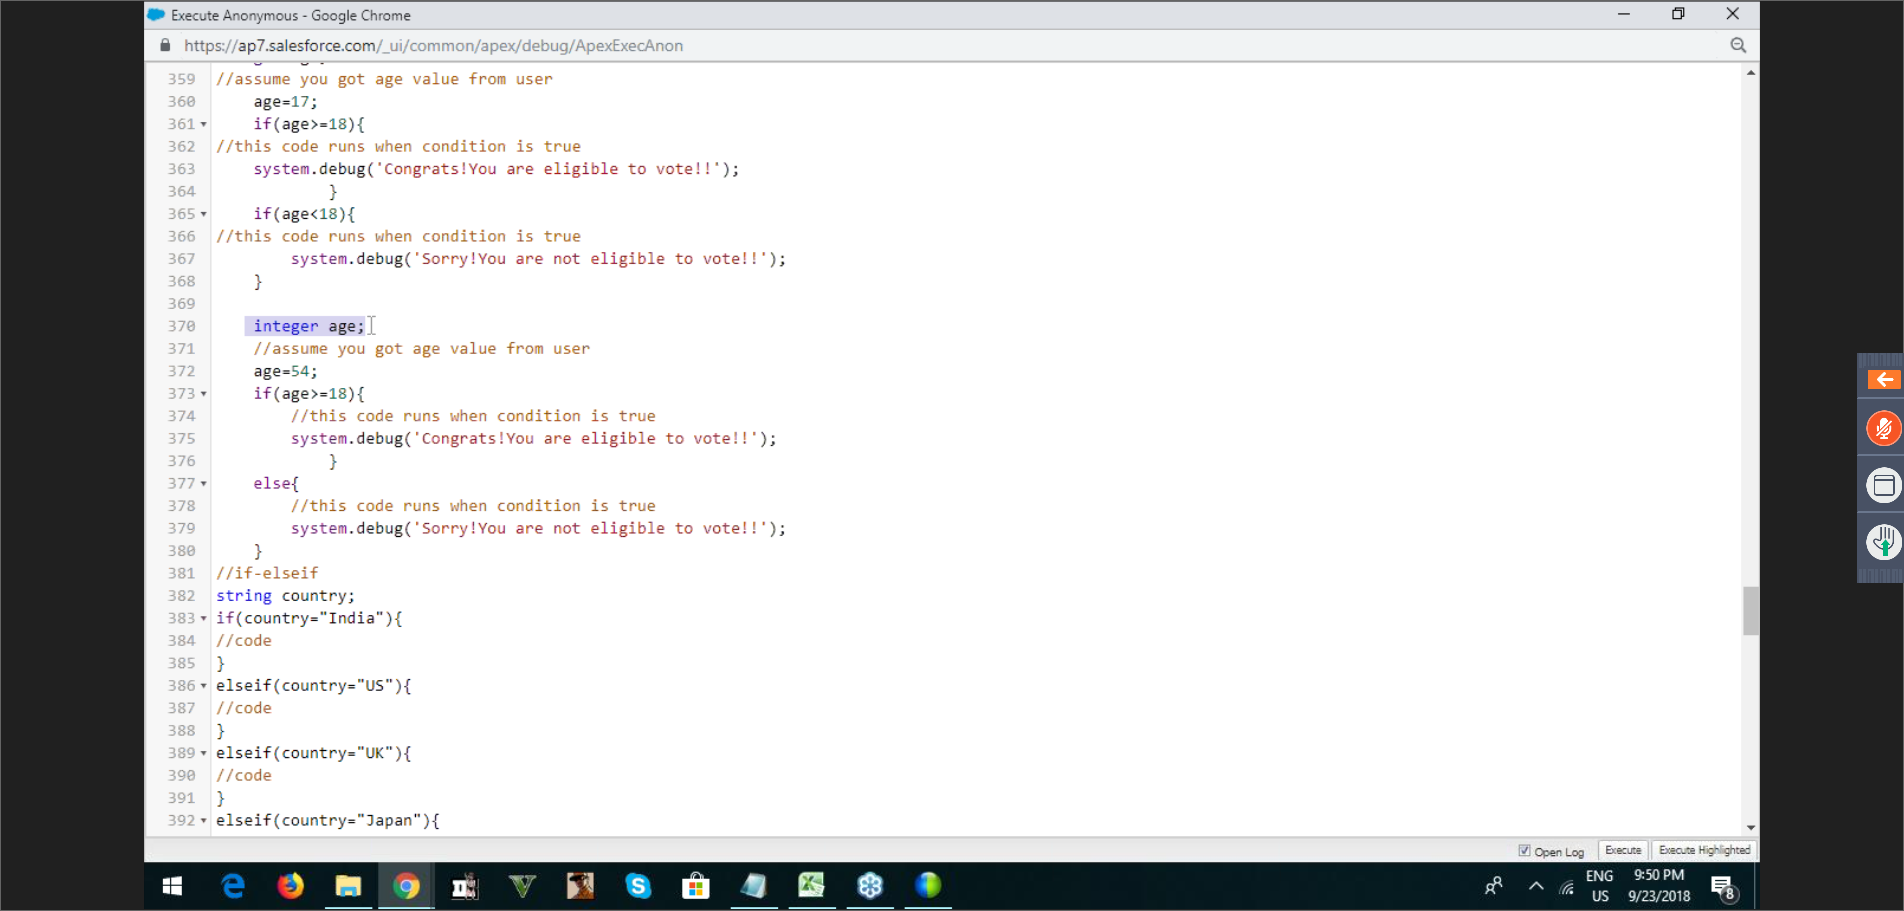 Execute Anonymous - Google Chrome
https://ap7.salesforce.com/_ui/common/apex/debug/ApexExecAnon
359 //assume you got age value from user
360 age=17;
361 if(age>=18){
362 //this code runs when condition is true
363 system.debug('Congrats!You are eligible to vote!!');
364 }
365 if(age<18){
366 //this code runs when condition is true
367 system.debug('Sorry!You are not eligible to vote!!');
368 }
369
370 integer age;
371 //assume you got age value from user
372 age=54;
373 if(age>=18){
374 //this code runs when condition is true
375 system.debug('Congrats!You are eligible to vote!!');
376 }
377 else{
378 //this code runs when condition is true
379 system.debug('Sorry!You are not eligible to vote!!');
380 }
381 //if-elseif
382 string country;
383 if(country="India"){
384 //code
385 }
386 elseif(country="US"){
387 //code
388 }
389 elseif(country="UK"){
390 //code
391 }
392 elseif(country="Japan"){
Open Log Execute Execute Highlighted
ENG 9:50 PM
US 9/23/2018 8